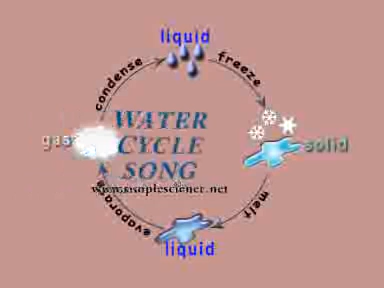 liquid
condense
freeze
WATER
CYCLE
SONG
gas
solid
evaporate
melt
liquid